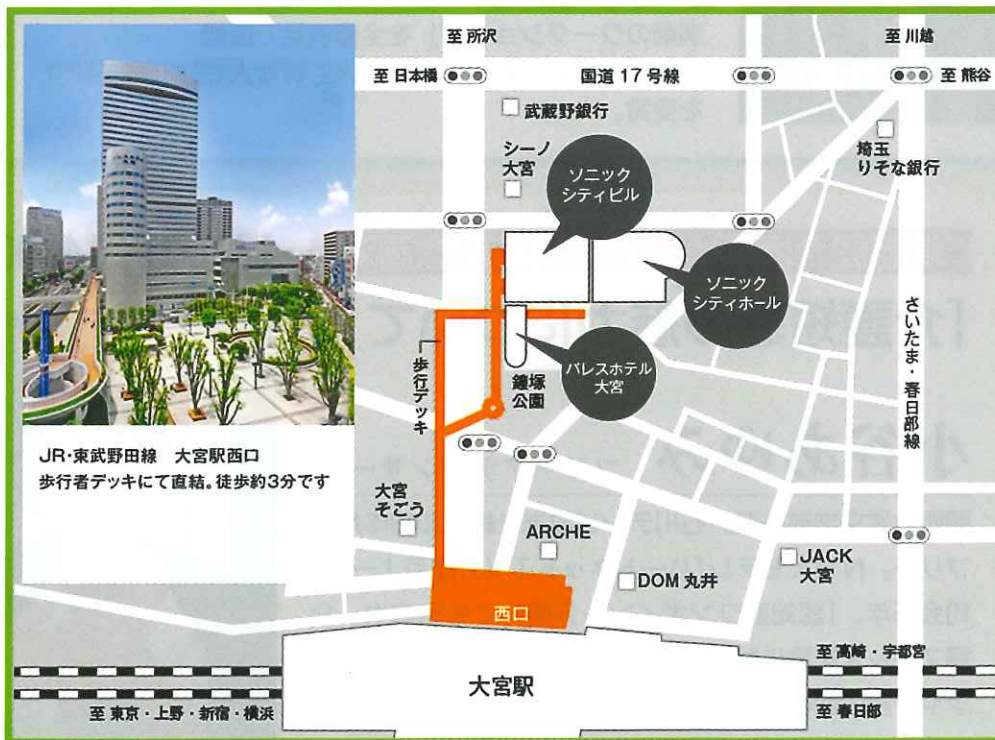 至 所沢
至 川越
至 日本橋
国道 17 号線
至 熊谷
武蔵野銀行
シーノ
大宮
ソニック
シティビル
埼玉
りそな銀行
ソニック
シティホール
さいたま・春日部線
パレスホテル
大宮
鐘塚
公園
歩行デッキ
JR・東武野田線　大宮駅西口
歩行者デッキにて直結。徒歩約3分です
大宮
そごう
ARCHE
DOM 丸井
JACK
大宮
西口
大宮駅
至 高崎・宇都宮
至 東京・上野・新宿・横浜
至 春日部